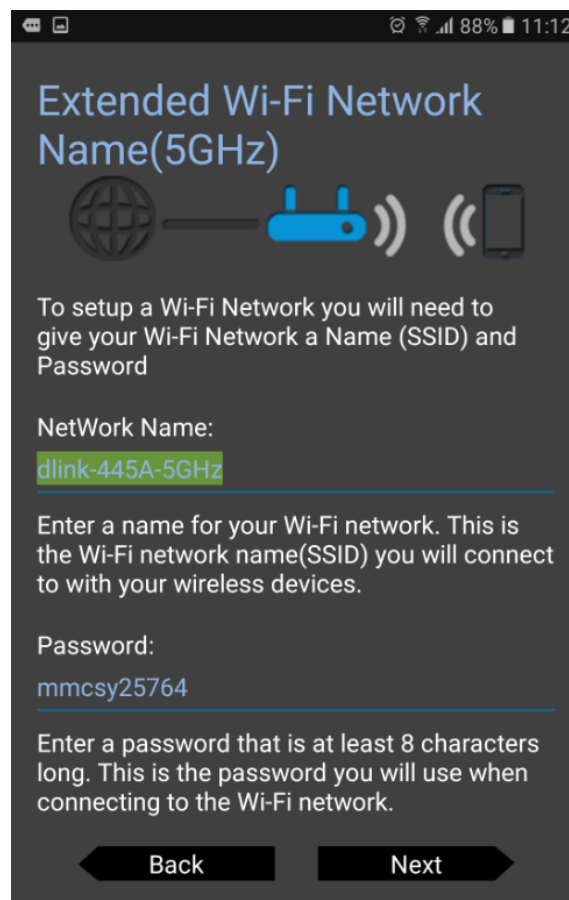 88% 11:12
Extended Wi-Fi Network
Name(5GHz)
To setup a Wi-Fi Network you will need to
give your Wi-Fi Network a Name (SSID) and
Password
NetWork Name:
dlink-445A-5GHz
Enter a name for your Wi-Fi network. This is
the Wi-Fi network name(SSID) you will connect
to with your wireless devices.
Password:
mmcsy25764
Enter a password that is at least 8 characters
long. This is the password you will use when
connecting to the Wi-Fi network.
Back Next